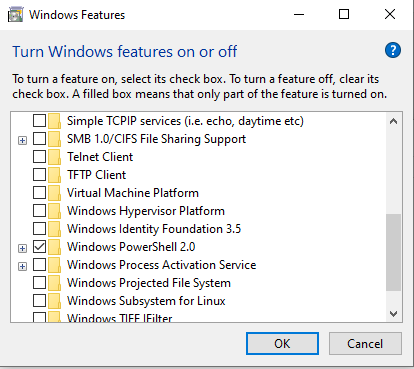 Windows Features
Turn Windows features on or off
To turn a feature on, select its check box. To turn a feature off, clear its
check box. A filled box means that only part of the feature is turned on.
Simple TCPIP services (i.e. echo, daytime etc)
SMB 1.0/CIFS File Sharing Support
Telnet Client
TFTP Client
Virtual Machine Platform
Windows Hypervisor Platform
Windows Identity Foundation 3.5
Windows PowerShell 2.0
Windows Process Activation Service
Windows Projected File System
Windows Subsystem for Linux
Windows TIFF IFilter
OK
Cancel